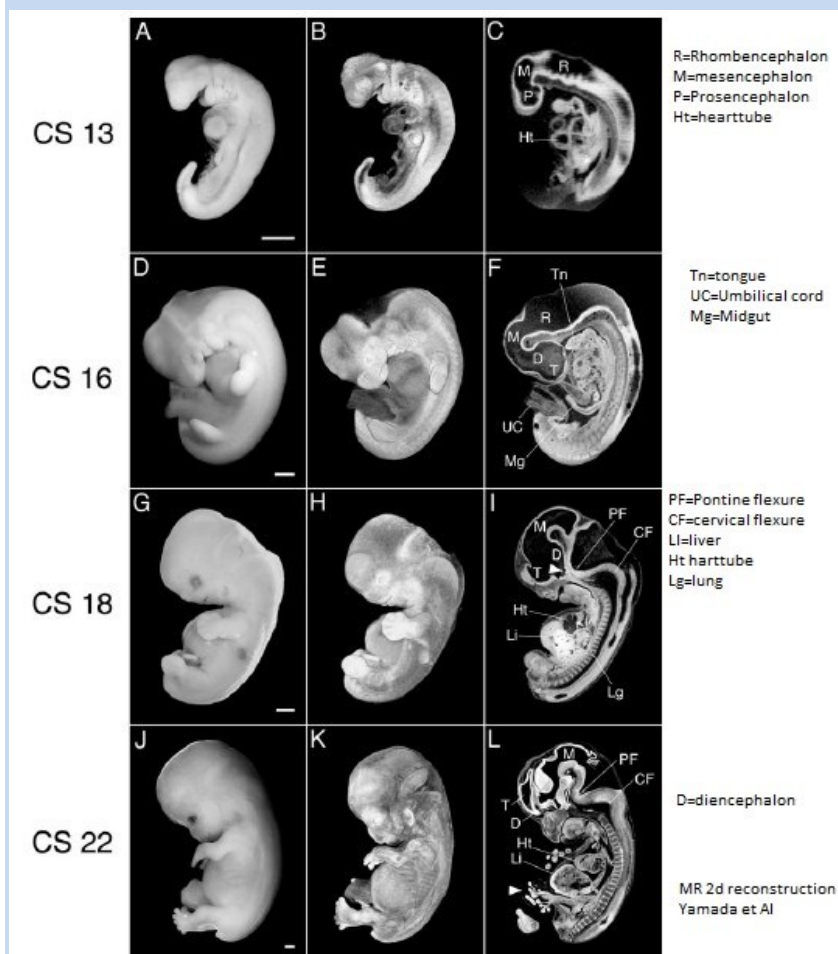 A
B
C
CS 13
M
R
P
Ht
R=Rhombencephalon
M=mesencephalon
P=Prosencephalon
Ht=hearttube
D
E
F
CS 16
Tn
R
M
D
T
UC
Mg
Tn=tongue
UC=Umbilical cord
Mg=Midgut
G
H
I
CS 18
PF
M
CF
D
T
Ht
Li
Lg
PF=Pontine flexure
CF=cervical flexure
LI=liver
Ht harttube
Lg=lung
J
K
L
CS 22
M
PF
CF
T
D
Ht
Li
D=diencephalon
MR 2d reconstruction
Yamada et Al